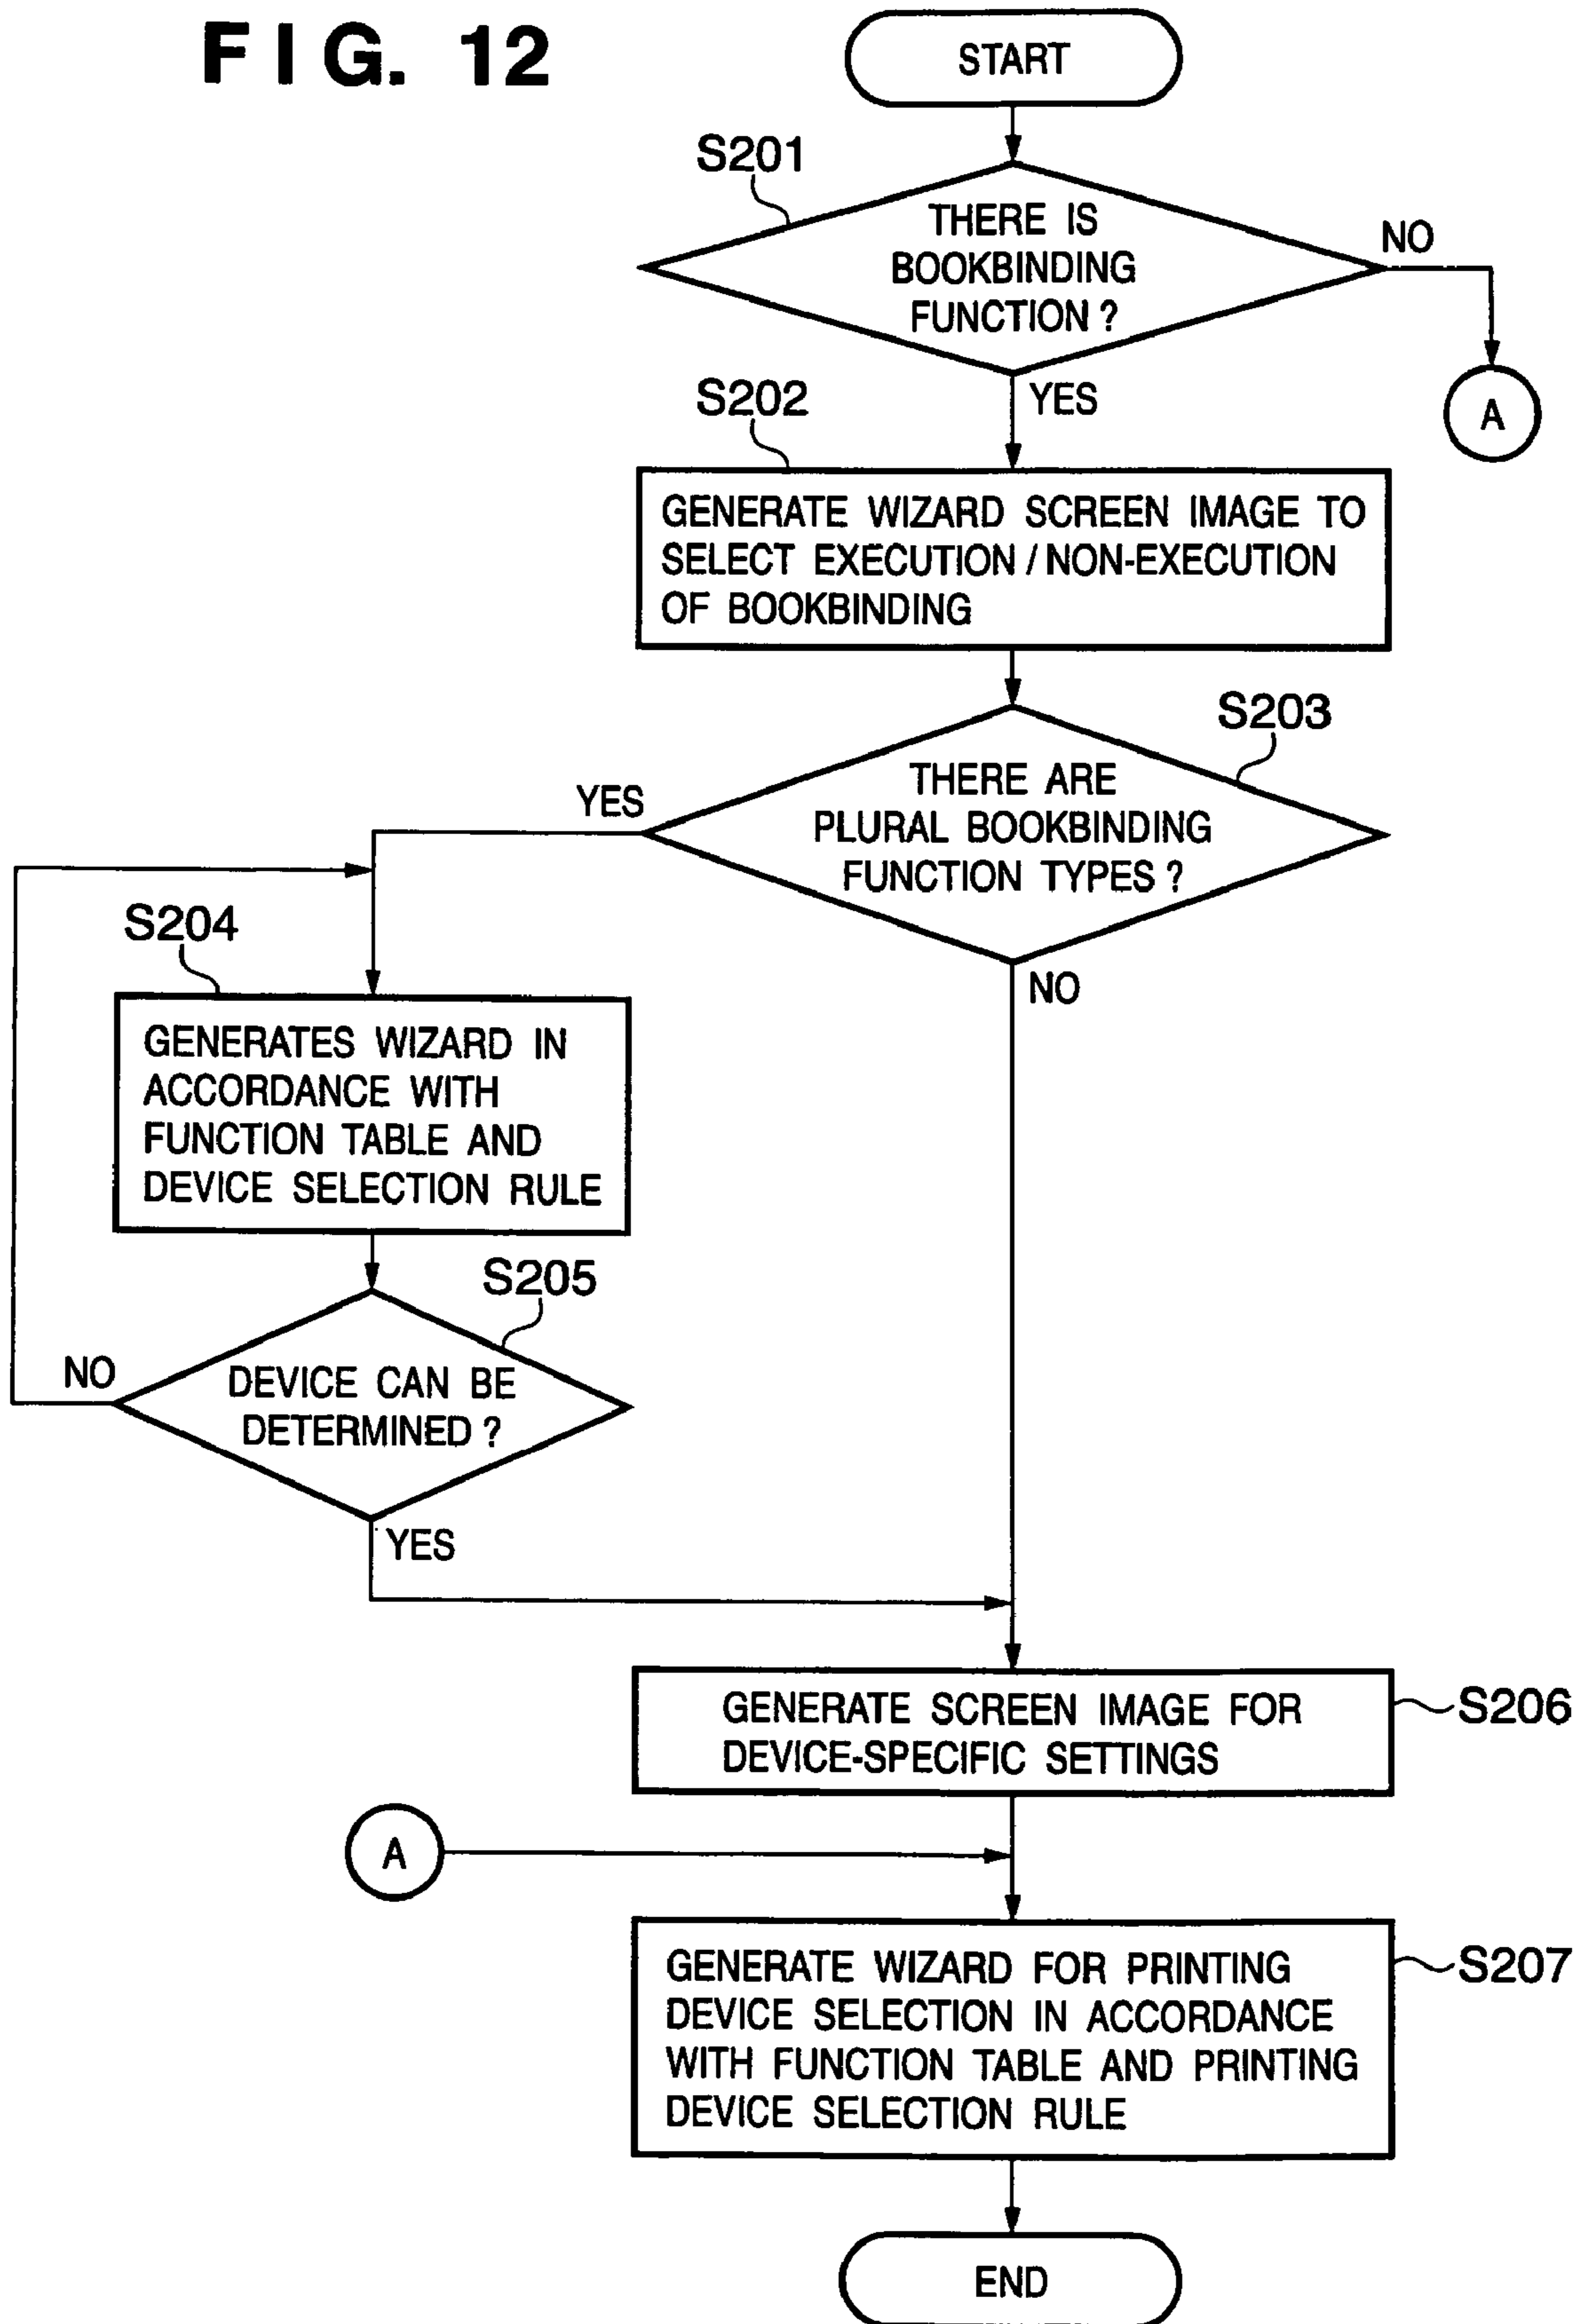 FIG. 12
START
S201
THERE IS
BOOKBINDING
FUNCTION ?
NO
A
YES
S202
GENERATE WIZARD SCREEN IMAGE TO
SELECT EXECUTION / NON-EXECUTION
OF BOOKBINDING
S203
THERE ARE
PLURAL BOOKBINDING
FUNCTION TYPES ?
YES
NO
S204
GENERATES WIZARD IN
ACCORDANCE WITH
FUNCTION TABLE AND
DEVICE SELECTION RULE
S205
DEVICE CAN BE
DETERMINED ?
NO
YES
GENERATE SCREEN IMAGE FOR
DEVICE-SPECIFIC SETTINGS
S206
A
GENERATE WIZARD FOR PRINTING
DEVICE SELECTION IN ACCORDANCE
WITH FUNCTION TABLE AND PRINTING
DEVICE SELECTION RULE
S207
END